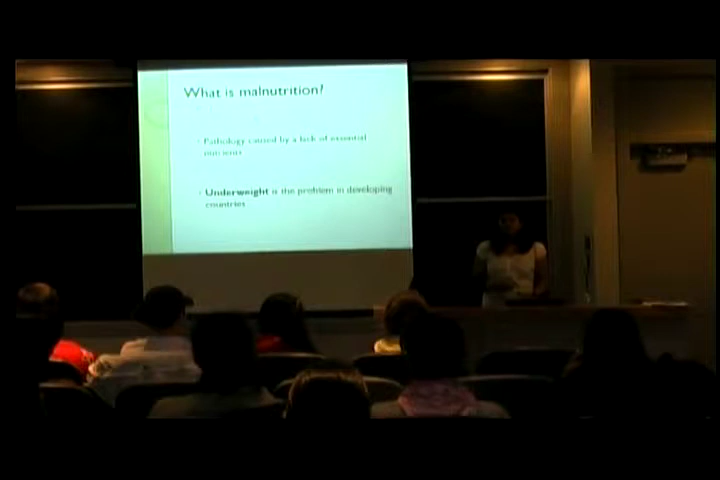 What is malnutrition?
Pathology caused by a lack of essential
nutrients
Underweight is the problem in developing
countries